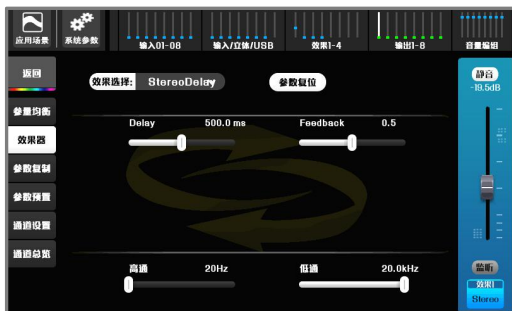 应用场景
系统参数
输入01-08
输入/立体/USB
效果1-4
输出1-8
音量编组
返回
参量均衡
效果器
参数复制
参数预置
通道设置
通道总览
效果选择: StereoDelay
参数复位
Delay 500.0 ms
Feedback 0.5
高通 20Hz
低通 20.0kHz
静音
-19.5dB
监听
效果1
Stereo